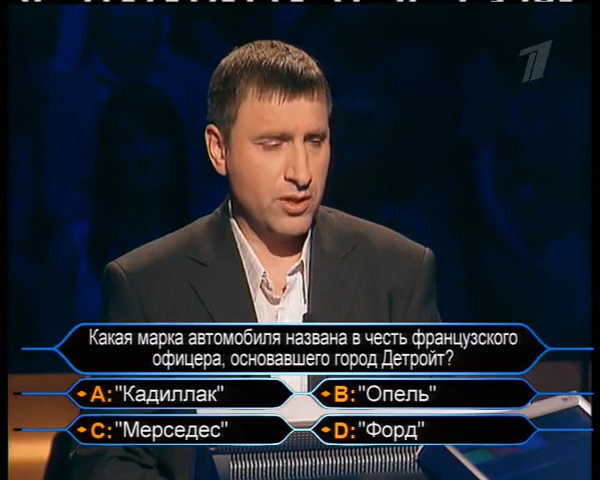 Какая марка автомобиля названа в честь французского
офицера, основавшего город Детройт?
A: "Кадиллак"
B: "Опель"
C: "Мерседес"
D: "Форд"